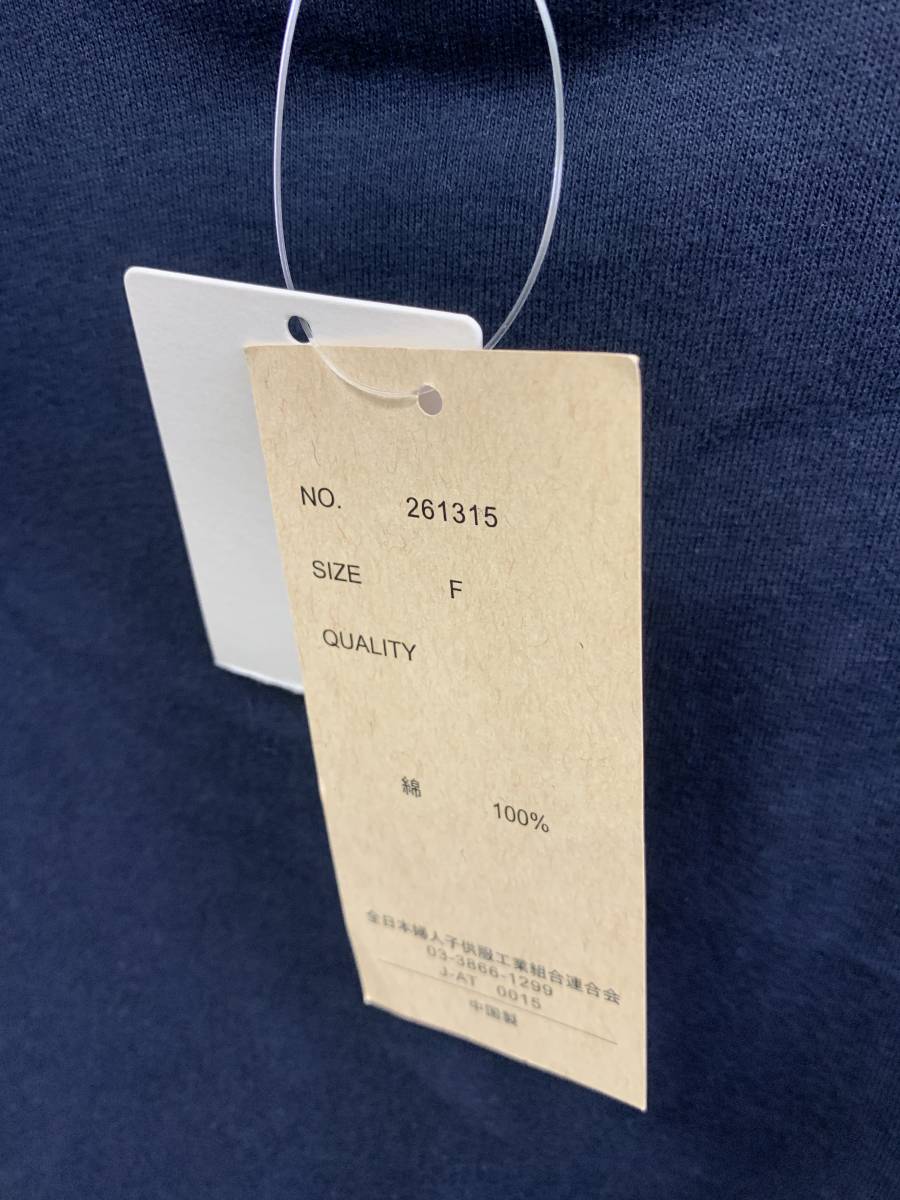 NO. 261315
SIZE F
QUALITY
綿 100%
全日本婦人子供服工業組合連合会
03-3866-1299
J-AT 0015
中国製